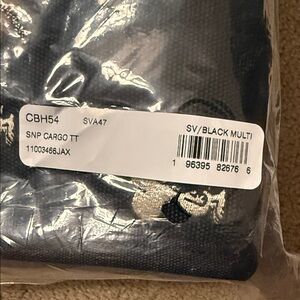 CBH54 SVA47
SNP CARGO TT
11003466JAX
SV/BLACK MULTI
1 96395 82676 6